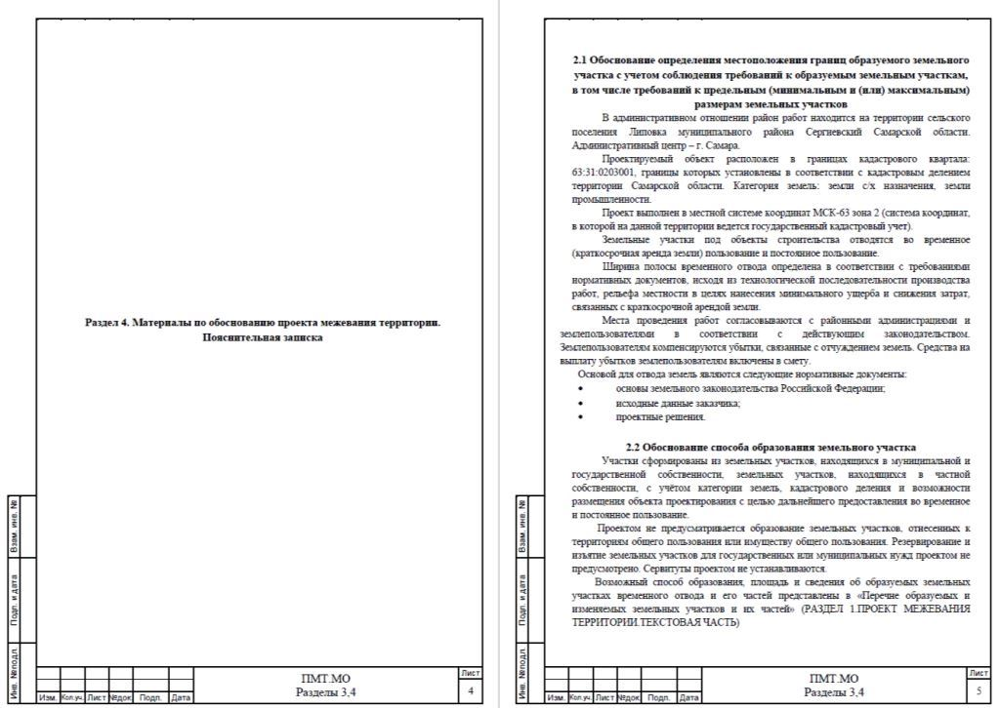 Раздел 4. Материалы по обоснованию проекта межевания территории.
Пояснительная записка
Взам. инв. №
Подп. и дата
Инв. №подл.
Изм. Кол.уч. Лист №док. Подп. Дата
ПМТ.МО
Разделы 3,4
Лист
4
2.1 Обоснование определения местоположения границ образуемого земельного
участка с учетом соблюдения требований к образуемым земельным участкам,
в том числе требований к предельным (минимальным и (или) максимальным)
размерам земельных участков
В административном отношении район работ находится на территории сельского
поселения Липовка муниципального района Сергиевский Самарской области.
Административный центр – г. Самара.
Проектируемый объект расположен в границах кадастрового квартала:
63:31:0203001, границы которых установлены в соответствии с кадастровым делением
территории Самарской области. Категория земель: земли с/х назначения, земли
промышленности.
Проект выполнен в местной системе координат МСК-63 зона 2 (система координат,
в которой на данной территории ведется государственный кадастровый учет).
Земельные участки под объекты строительства отводятся во временное
(краткосрочная аренда земли) пользование и постоянное пользование.
Ширина полосы временного отвода определена в соответствии с требованиями
нормативных документов, исходя из технологической последовательности производства
работ, рельефа местности в целях нанесения минимального ущерба и снижения затрат,
связанных с краткосрочной арендой земли.
Места проведения работ согласовываются с районными администрациями и
землепользователями в соответствии с действующим законодательством.
Землепользователям компенсируются убытки, связанные с отчуждением земель. Средства на
выплату убытков землепользователям включены в смету.
Основой для отвода земель являются следующие нормативные документы:
• основы земельного законодательства Российской Федерации;
• исходные данные заказчика;
• проектные решения.
2.2 Обоснование способа образования земельного участка
Участки сформированы из земельных участков, находящихся в муниципальной и
государственной собственности, земельных участков, находящихся в частной
собственности, с учётом категории земель, кадастрового деления и возможности
размещения объекта проектирования с целью дальнейшего предоставления во временное
и постоянное пользование.
Проектом не предусматривается образование земельных участков, отнесенных к
территориям общего пользования или имуществу общего пользования. Резервирование и
изъятие земельных участков для государственных или муниципальных нужд проектом не
предусмотрено. Сервитуты проектом не устанавливаются.
Возможный способ образования, площадь и сведения об образуемых земельных
участках временного отвода и его частей представлены в «Перечне образуемых и
изменяемых земельных участков и их частей» (РАЗДЕЛ 1.ПРОЕКТ МЕЖЕВАНИЯ
ТЕРРИТОРИИ.ТЕКСТОВАЯ ЧАСТЬ)
Взам. инв. №
Подп. и дата
Инв. №подл.
Изм. Кол.уч. Лист №док. Подп. Дата
ПМТ.МО
Разделы 3,4
Лист
5